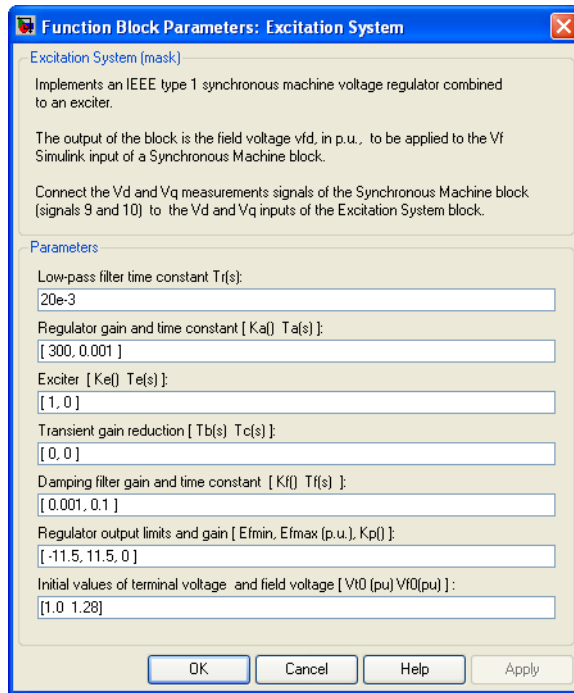 Function Block Parameters: Excitation System
Excitation System (mask)
Implements an IEEE type 1 synchronous machine voltage regulator combined
to an exciter.
The output of the block is the field voltage vfd, in p.u., to be applied to the Vf
Simulink input of a Synchronous Machine block.
Connect the Vd and Vq measurements signals of the Synchronous Machine block
(signals 9 and 10) to the Vd and Vq inputs of the Excitation System block.
Parameters
Low-pass filter time constant Tr(s):
20e-3
Regulator gain and time constant [ Ka() Ta(s) ]:
[ 300, 0.001 ]
Exciter [ Ke() Te(s) ]:
[ 1, 0 ]
Transient gain reduction [ Tb(s) Tc(s) ]:
[ 0, 0 ]
Damping filter gain and time constant [ Kf() Tf(s) ]:
[ 0.001, 0.1 ]
Regulator output limits and gain [ Efmin, Efmax (p.u.), Kp() ]:
[ -11.5, 11.5, 0 ]
Initial values of terminal voltage and field voltage [ Vt0 (pu) Vf0(pu) ] :
[1.0 1.28]
OK
Cancel
Help
Apply